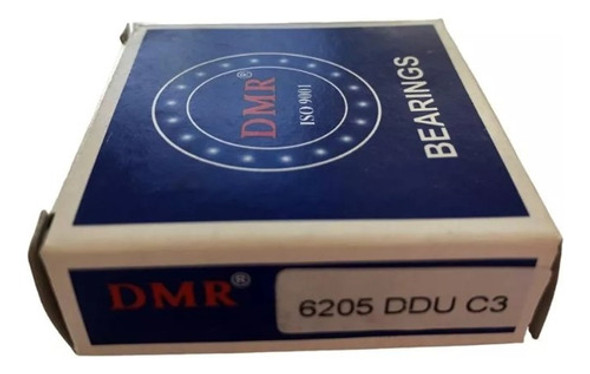 DMR®
ISO 9001
BEARINGS
DMR®
6205 DDU C3